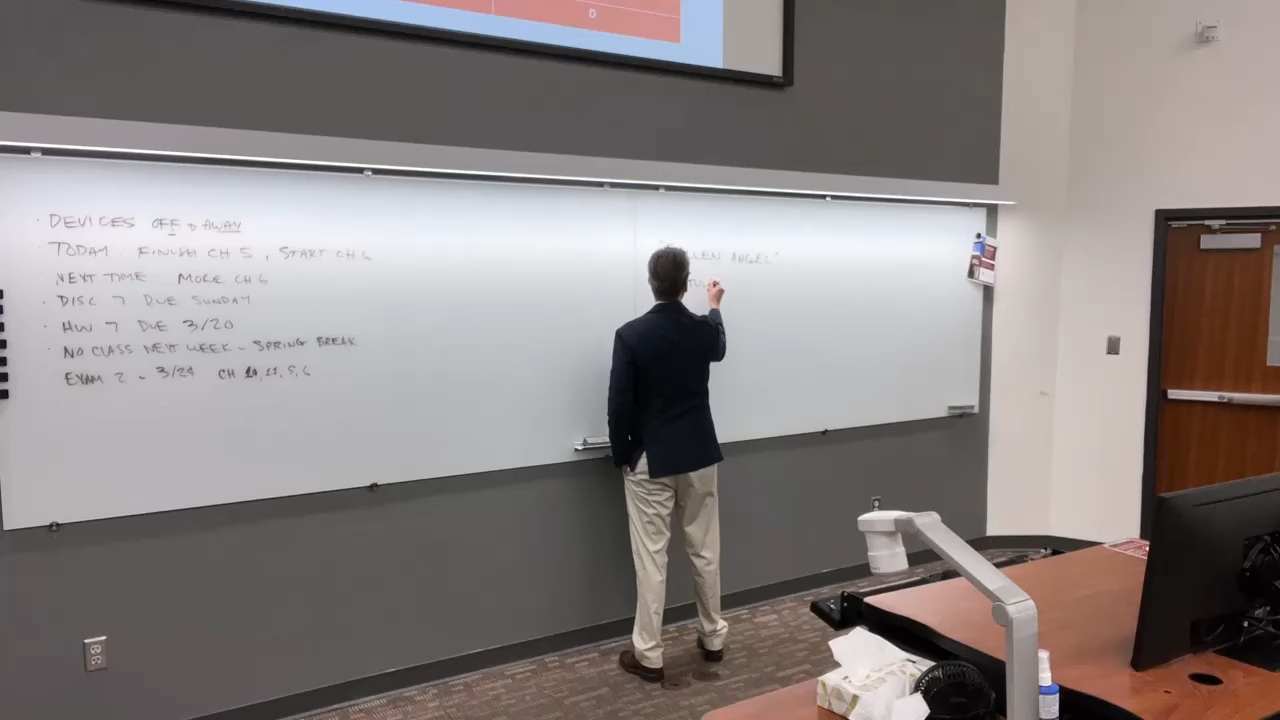 D
· DEVICES OFF & AWAY
· TODAY: FINISH CH 5, START CH 6
NEXT TIME: MORE CH 6
· DISC 7 DUE SUNDAY
· HW 7 DUE 3/20
· NO CLASS NEXT WEEK - SPRING BREAK
EXAM 2 - 3/24 CH 10, 11, 5, 6
ANGEL"